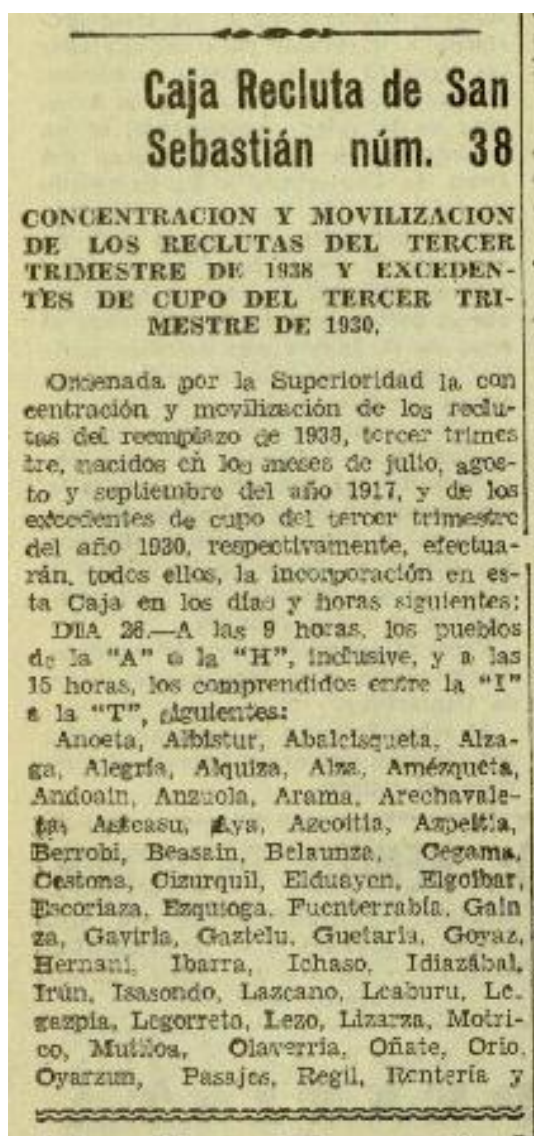 Caja Recluta de San
Sebastián núm. 38
CONCENTRACION Y MOVILIZACION
DE LOS RECLUTAS DEL TERCER
TRIMESTRE DE 1938 Y EXCEDEN-
TES DE CUPO DEL TERCER TRI-
MESTRE DE 1930.
Ordenada por la Superioridad la con
centración y movilización de los reclu-
tas del reemplazo de 1938, tercer trimes
tre, nacidos en los meses de julio, agos-
to y septiembre del año 1917, y de los
excedentes de cupo del tercer trimestre
del año 1930, respectivamente, efectua-
rán, todos ellos, la incorporación en es-
ta Caja en los días y horas siguientes:
DIA 26.—A las 9 horas, los pueblos
de la "A" a la "H", inclusive, y a las
15 horas, los comprendidos entre la "I"
a la "T", siguientes:
Anoeta, Albistur, Abalcisqueta, Alza-
ga, Alegría, Alquiza, Alza, Amézqueta,
Andoain, Anzuola, Arama, Arechavale-
ta, Asteasu, Aya, Azcoitia, Azpeitia,
Berrobi, Beasain, Belaunza, Cegama,
Cestona, Cizurquil, Elduayen, Elgoibar,
Escoriaza, Ezquioga, Fuenterrabía, Gain
za, Gaviria, Gaztelu, Guetaria, Goyaz,
Hernani, Ibarra, Ichaso, Idiazábal,
Irún, Isasondo, Lazcano, Leaburu, Le-
gazpia, Legorreto, Lezo, Lizarza, Motri-
co, Mutiloa, Olaverria, Oñate, Orio,
Oyarzun, Pasajes, Regil, Rentería y